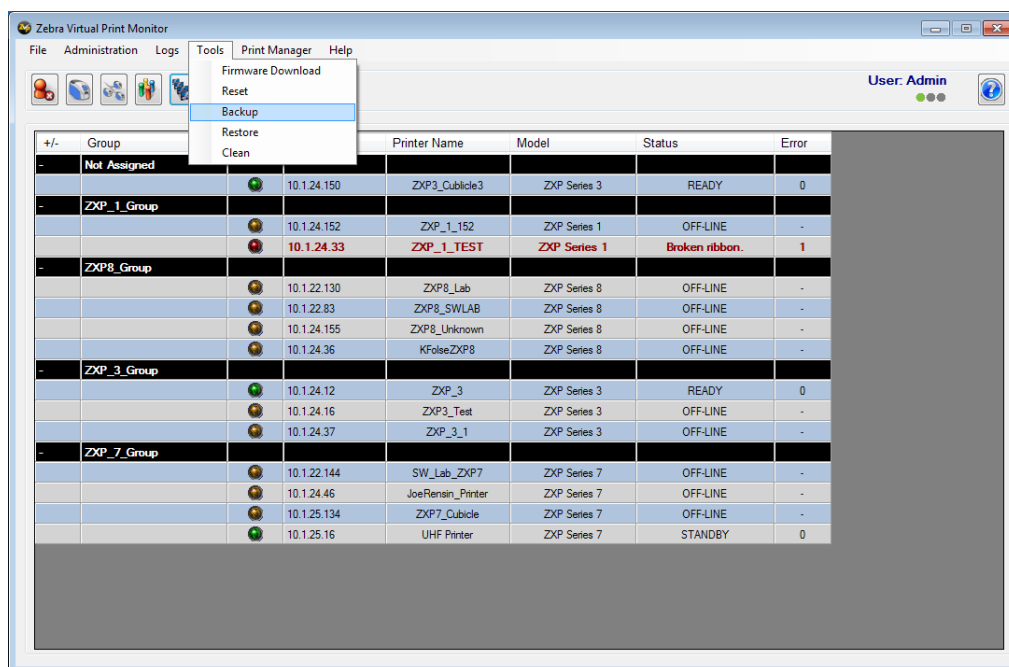 Zebra Virtual Print Monitor
File Administration Logs Tools Print Manager Help
Firmware Download
Reset
Backup
Restore
Clean
User: Admin
+/- Group Printer Name Model Status Error
- Not Assigned
10.1.24.150 ZXP3_Cublicle3 ZXP Series 3 READY 0
- ZXP_1_Group
10.1.24.152 ZXP_1_152 ZXP Series 1 OFF-LINE -
10.1.24.33 ZXP_1_TEST ZXP Series 1 Broken ribbon. 1
- ZXP8_Group
10.1.22.130 ZXP8_Lab ZXP Series 8 OFF-LINE -
10.1.22.83 ZXP8_SWLAB ZXP Series 8 OFF-LINE -
10.1.24.155 ZXP8_Unknown ZXP Series 8 OFF-LINE -
10.1.24.36 KFolseZXP8 ZXP Series 8 OFF-LINE -
- ZXP_3_Group
10.1.24.12 ZXP_3 ZXP Series 3 READY 0
10.1.24.16 ZXP3_Test ZXP Series 3 OFF-LINE -
10.1.24.37 ZXP_3_1 ZXP Series 3 OFF-LINE -
- ZXP_7_Group
10.1.22.144 SW_Lab_ZXP7 ZXP Series 7 OFF-LINE -
10.1.24.46 JoeRensin_Printer ZXP Series 7 OFF-LINE -
10.1.25.134 ZXP7_Cubicle ZXP Series 7 OFF-LINE -
10.1.25.16 UHF Printer ZXP Series 7 STANDBY 0